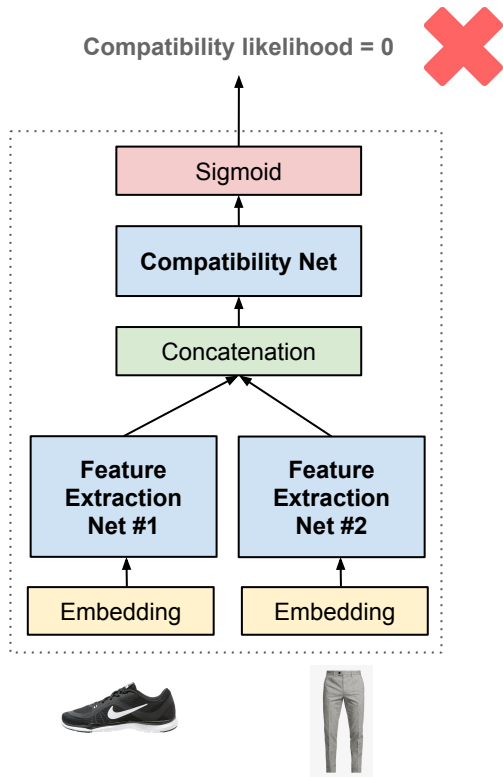 Compatibility likelihood = 0
Sigmoid
Compatibility Net
Concatenation
Feature
Extraction
Net #1
Feature
Extraction
Net #2
Embedding
Embedding